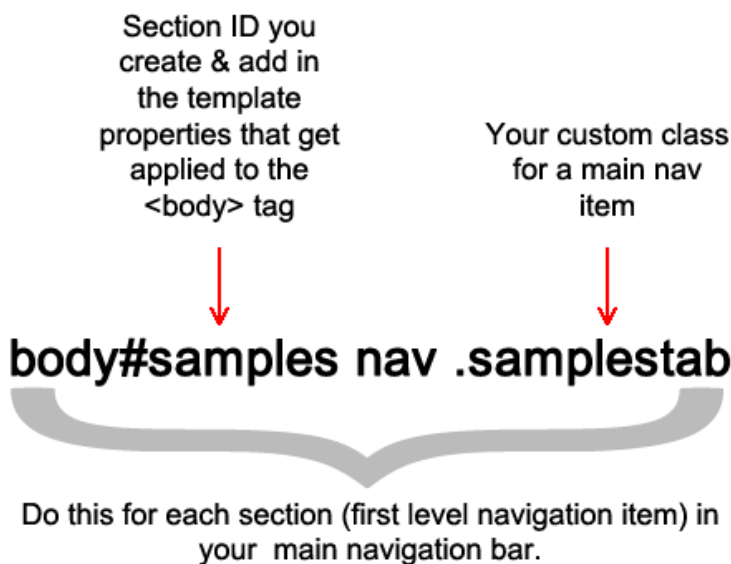 Section ID you
create & add in
the template
properties that get
applied to the
<body> tag
Your custom class
for a main nav
item
body#samples nav .samplestab
Do this for each section (first level navigation item) in
your  main navigation bar.